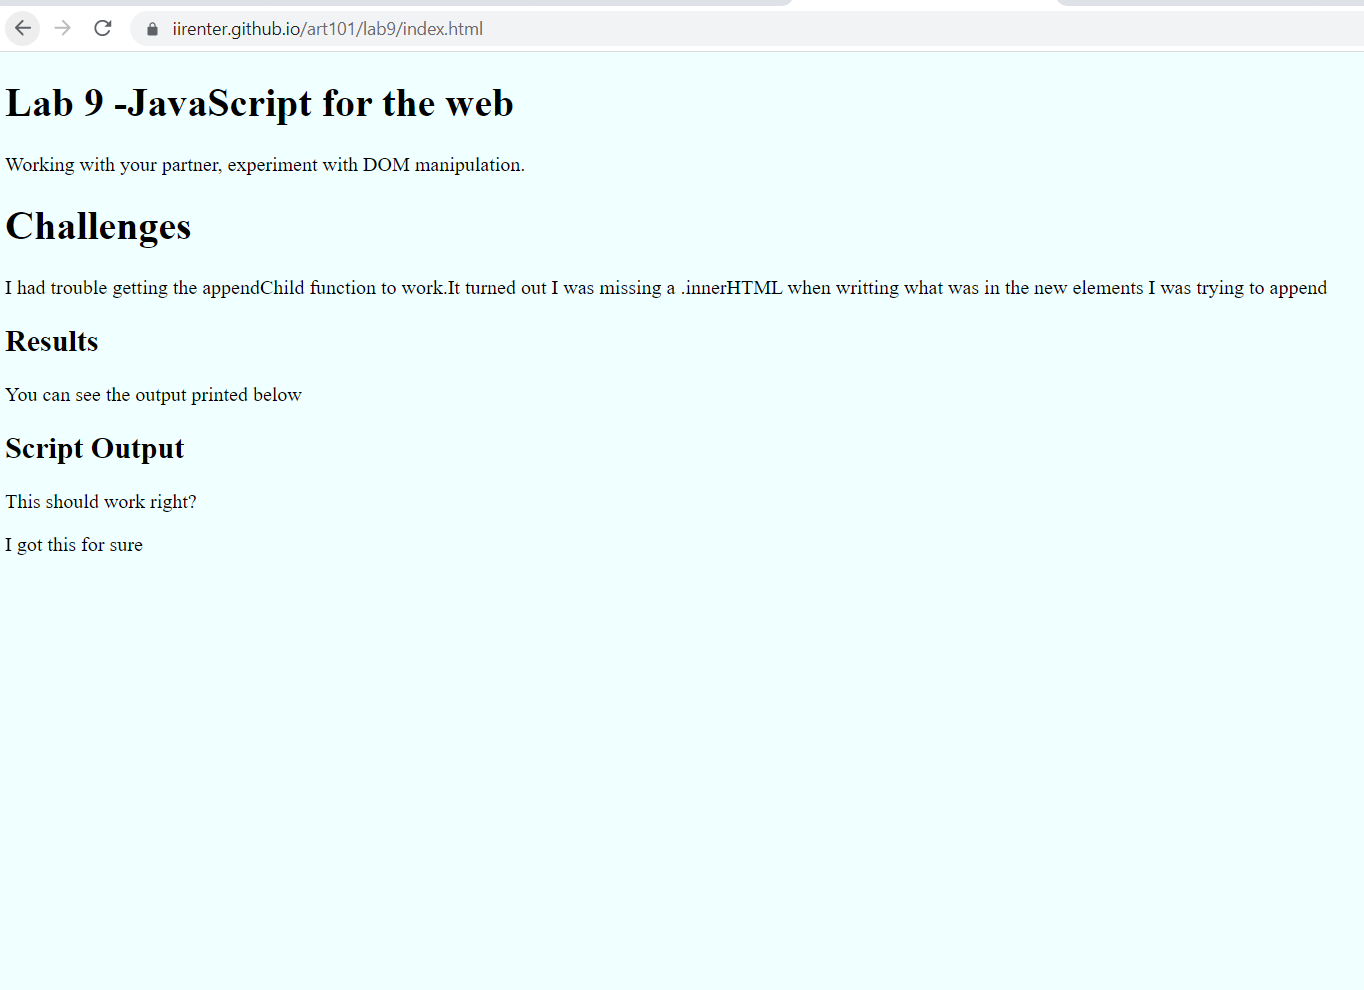 iirenter.github.io/art101/lab9/index.html
Lab 9 -JavaScript for the web
Working with your partner, experiment with DOM manipulation.
Challenges
I had trouble getting the appendChild function to work.It turned out I was missing a .innerHTML when writting what was in the new elements I was trying to append
Results
You can see the output printed below
Script Output
This should work right?
I got this for sure